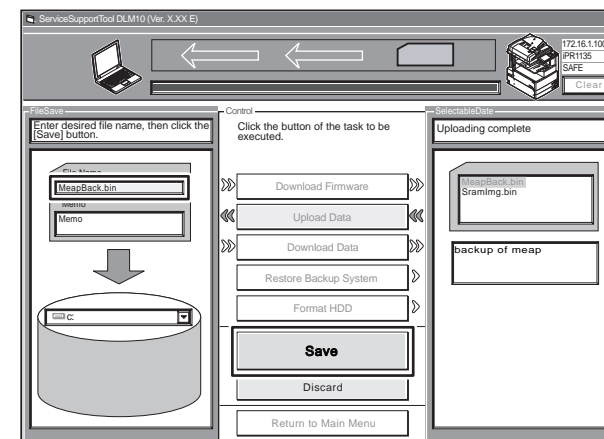 ServiceSupportTool DLM10 (Ver. X.XX E)
172.16.1.100
iPR1135
SAFE
Clear
FileSave
Enter desired file name, then click the
[Save] button.
File Name
MeapBack.bin
Memo
Memo
C:
Control
Click the button of the task to be
executed.
Download Firmware
Upload Data
Download Data
Restore Backup System
Format HDD
Save
Discard
Return to Main Menu
SelectableDate
Uploading complete
MeapBack.bin
SramImg.bin
backup of meap